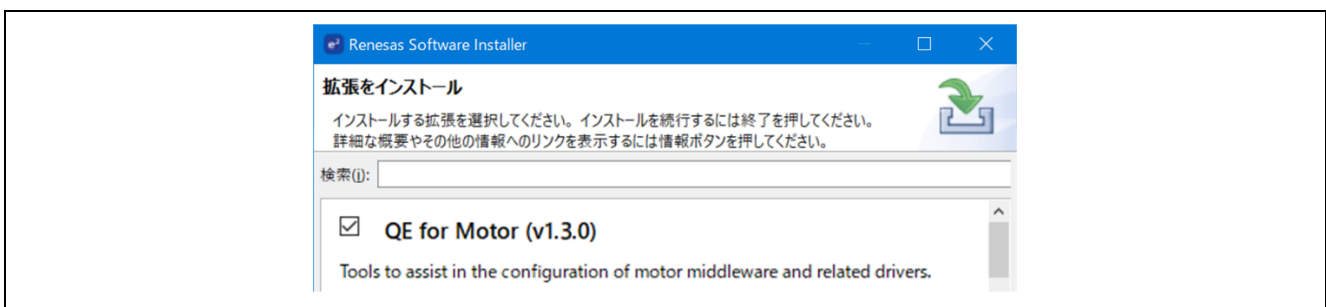 e² Renesas Software Installer
拡張をインストール
インストールする拡張を選択してください。インストールを続行するには終了を押してください。
詳細な概要やその他の情報へのリンクを表示するには情報ボタンを押してください。
検索(i):
QE for Motor (v1.3.0)
Tools to assist in the configuration of motor middleware and related drivers.